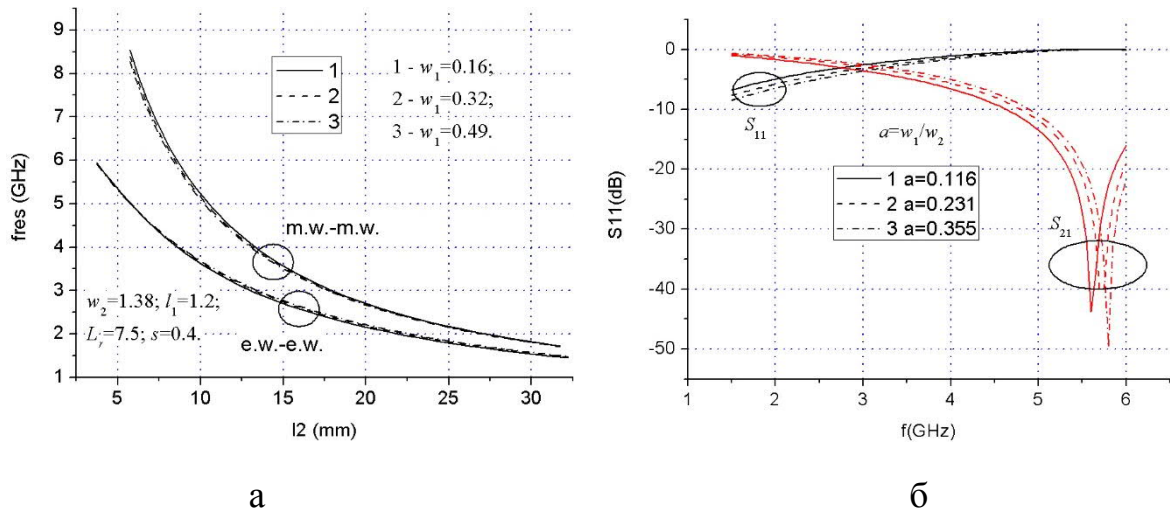 9
8
7
6
5
4
3
2
1
fres (GHz)
1
2
3
1 - w₁=0.16;
2 - w₁=0.32;
3 - w₁=0.49.
m.w.-m.w.
w₂=1.38; l₁=1.2;
Lᵣ=7.5; s=0.4.
e.w.-e.w.
5 10 15 20 25 30
l2 (mm)
а
0
-10
-20
-30
-40
-50
S11(dB)
S₁₁
a=w₁/w₂
1 a=0.116
2 a=0.231
3 a=0.355
S₂₁
1 2 3 4 5 6
f(GHz)
б